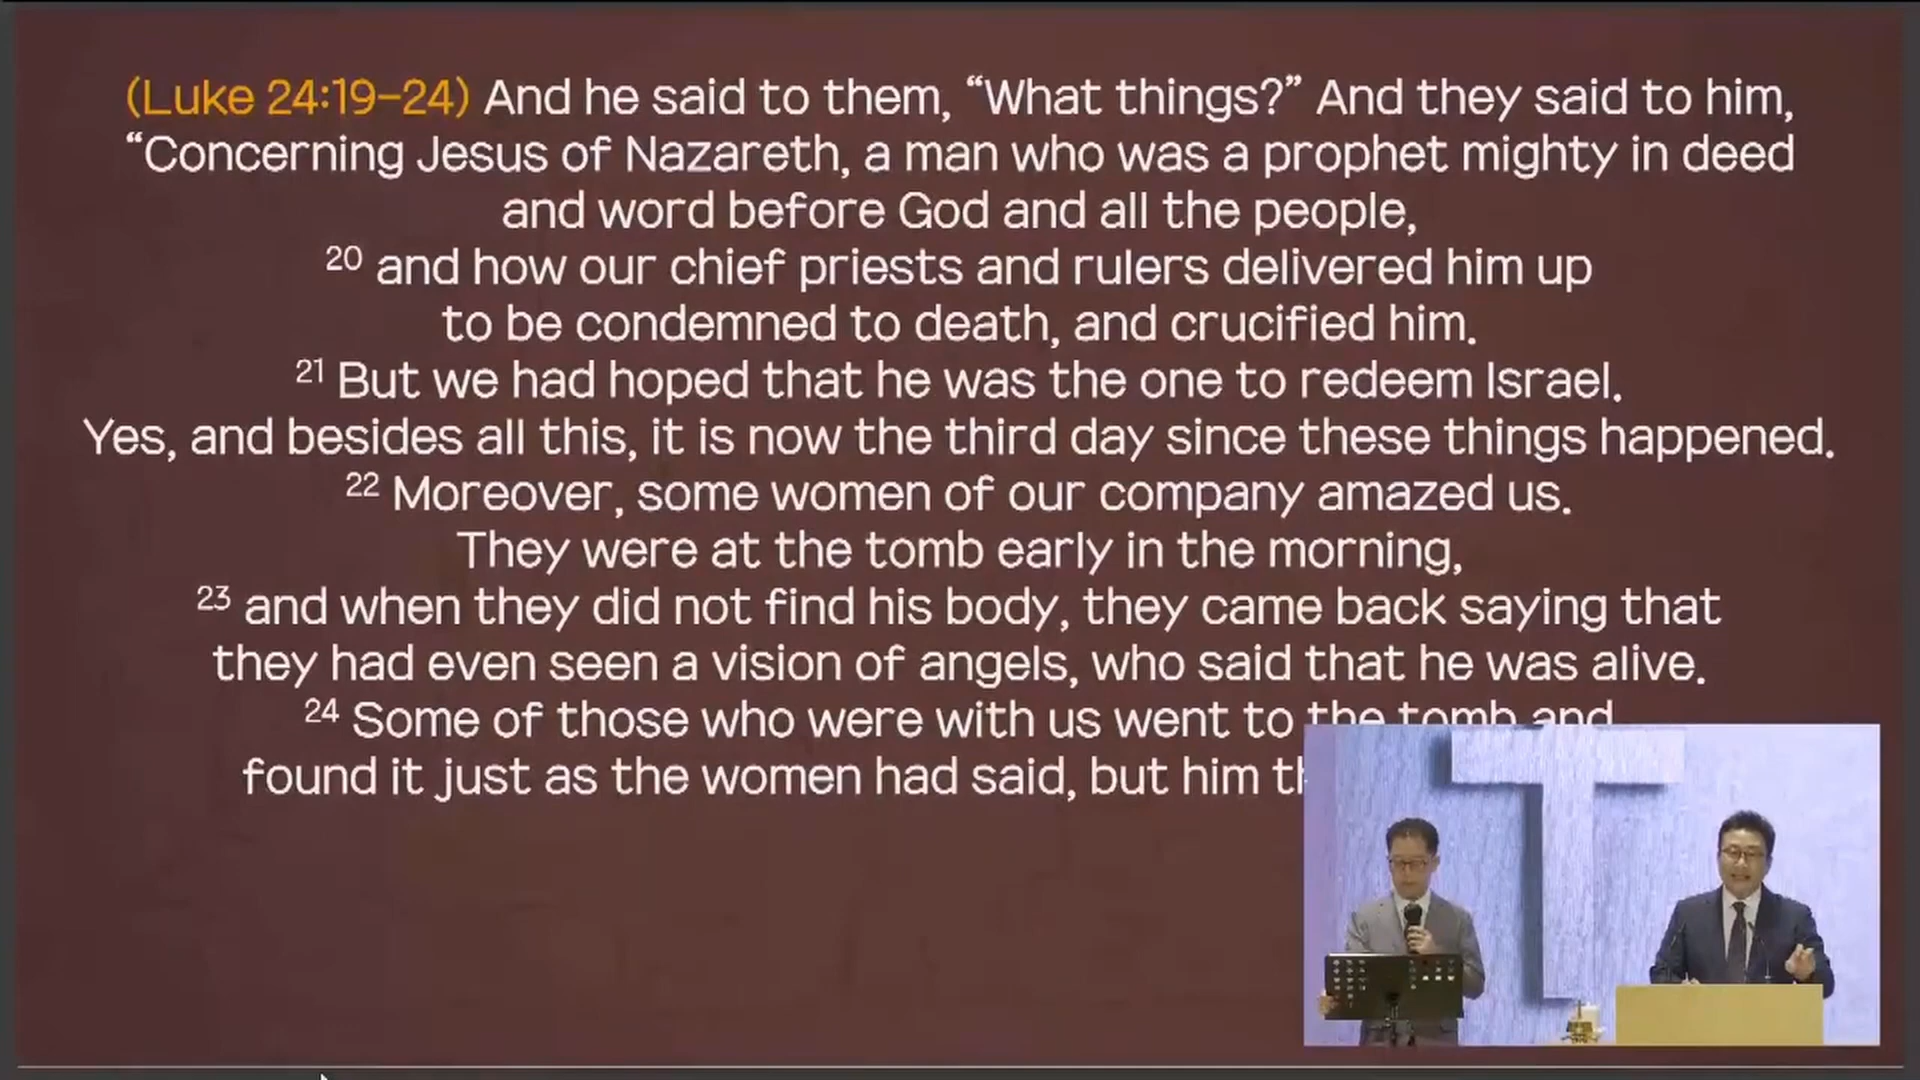 (Luke 24:19-24) And he said to them, “What things?” And they said to him,
“Concerning Jesus of Nazareth, a man who was a prophet mighty in deed
and word before God and all the people,
20 and how our chief priests and rulers delivered him up
to be condemned to death, and crucified him.
21 But we had hoped that he was the one to redeem Israel.
Yes, and besides all this, it is now the third day since these things happened.
22 Moreover, some women of our company amazed us.
They were at the tomb early in the morning,
23 and when they did not find his body, they came back saying that
they had even seen a vision of angels, who said that he was alive.
24 Some of those who were with us went to the tomb and
found it just as the women had said, but him